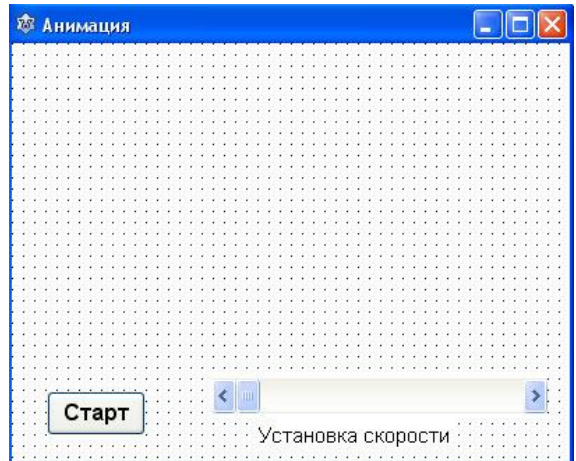 Анимация
Старт
Установка скорости